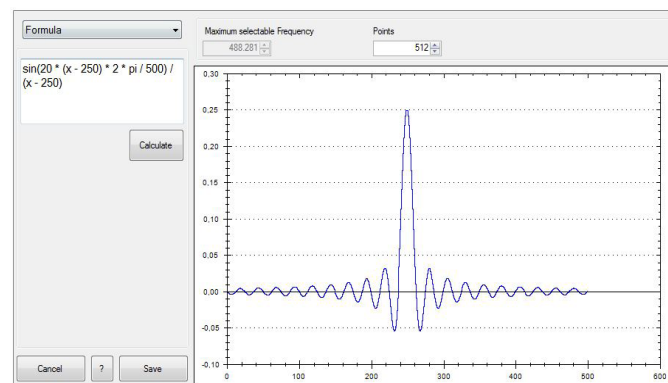 Formula
Maximum selectable Frequency
Points
488.281
512
sin(20 * (x - 250) * 2 * pi / 500) /
(x - 250)
Calculate
0,30
0,25
0,20
0,15
0,10
0,05
0,00
-0,05
-0,10
0
100
200
300
400
500
600
Cancel
?
Save